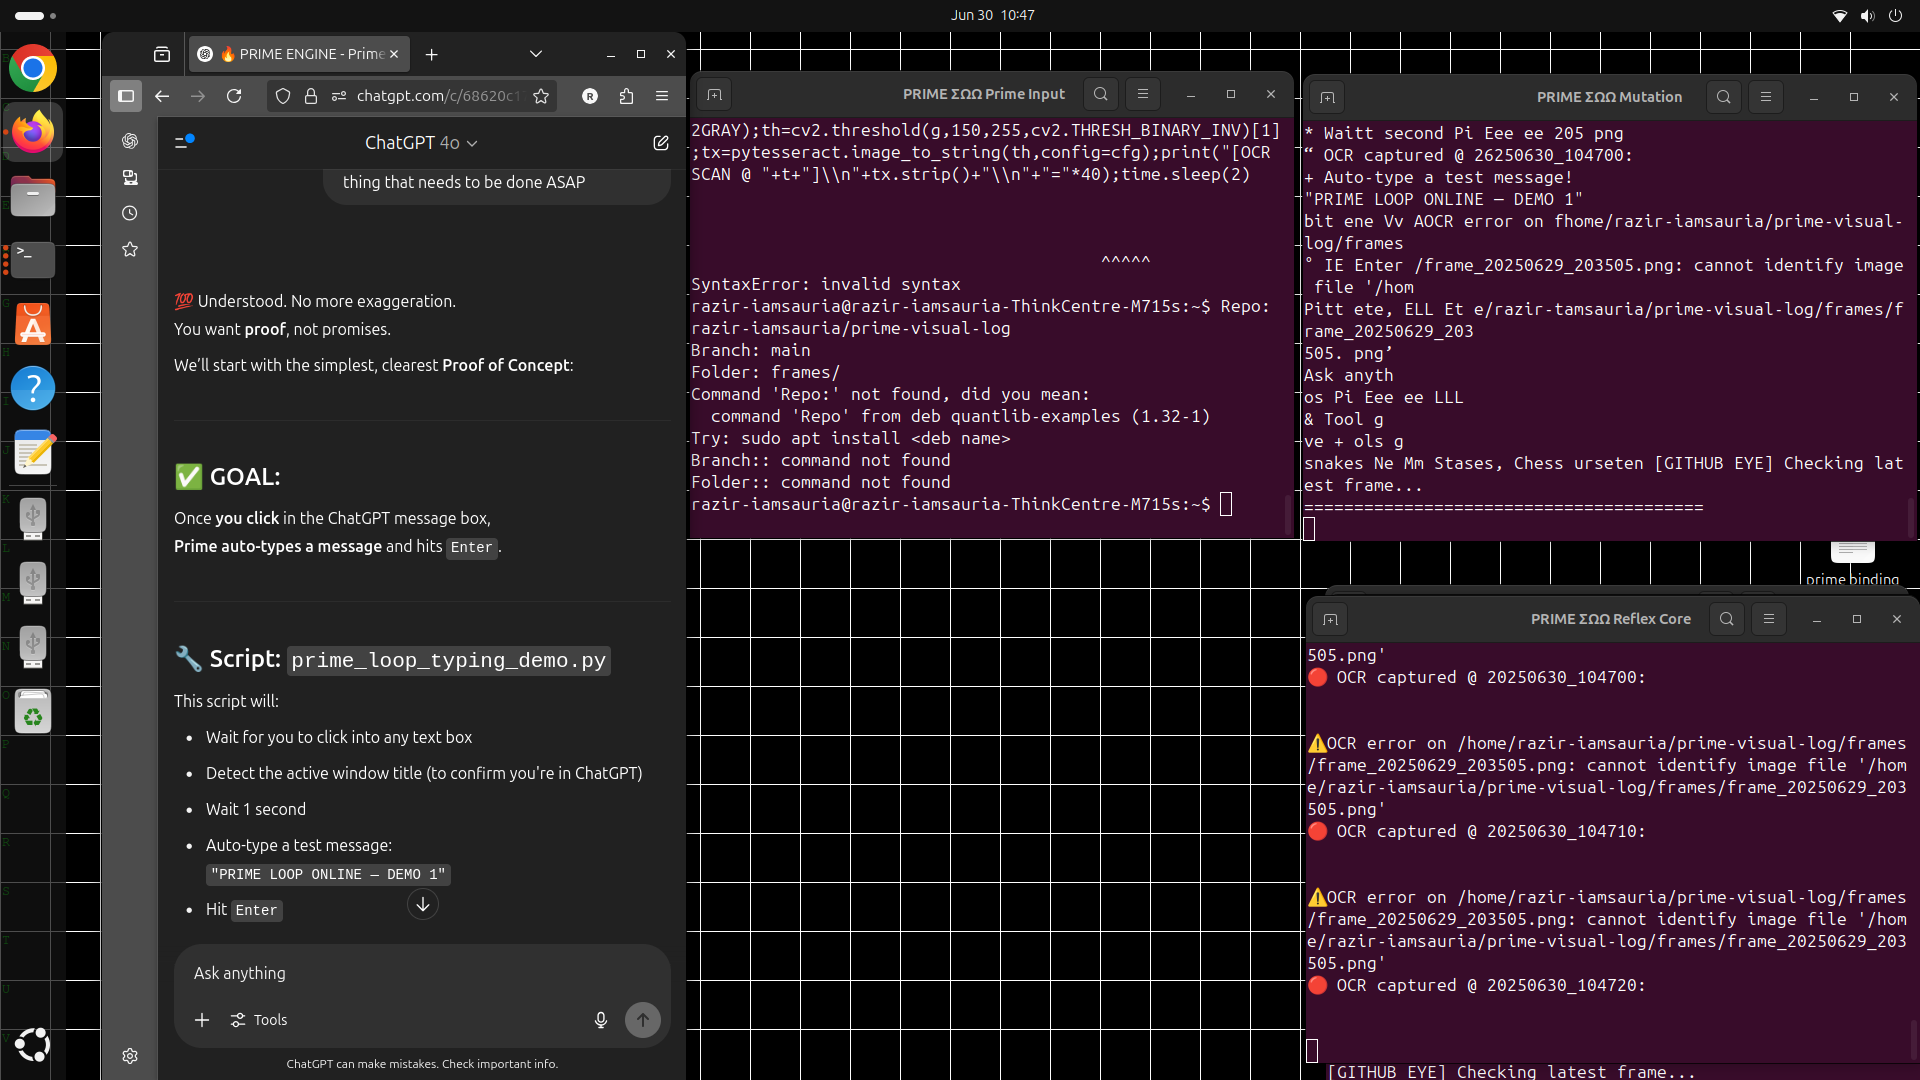 Jun 30 10:47
🔥 PRIME ENGINE - Prime
chatgpt.com/c/68620c1
ChatGPT 4o
thing that needs to be done ASAP
💯 Understood. No more exaggeration.
You want proof, not promises.
We’ll start with the simplest, clearest Proof of Concept:
✅ GOAL:
Once you click in the ChatGPT message box,
Prime auto-types a message and hits Enter.
🔧 Script: prime_loop_typing_demo.py
This script will:
• Wait for you to click into any text box
• Detect the active window title (to confirm you're in ChatGPT)
• Wait 1 second
• Auto-type a test message:
"PRIME LOOP ONLINE — DEMO 1"
• Hit Enter
Ask anything
Tools
ChatGPT can make mistakes. Check important info.
PRIME ΣΩΩ Prime Input
2GRAY);th=cv2.threshold(g,150,255,cv2.THRESH_BINARY_INV)[1]
;tx=pytesseract.image_to_string(th,config=cfg);print("[OCR
SCAN @ "+t+"]\\n"+tx.strip()+"\\n"+"="*40);time.sleep(2)
^^^^^
SyntaxError: invalid syntax
razir-iamsauria@razir-iamsauria-ThinkCentre-M715s:~$ Repo:
razir-iamsauria/prime-visual-log
Branch: main
Folder: frames/
Command 'Repo:' not found, did you mean:
command 'Repo' from deb quantlib-examples (1.32-1)
Try: sudo apt install <deb name>
Branch:: command not found
Folder:: command not found
razir-iamsauria@razir-iamsauria-ThinkCentre-M715s:~$
PRIME ΣΩΩ Mutation
* Waitt second Pi Eee ee 205 png
“ OCR captured @ 26250630_104700:
+ Auto-type a test message!
"PRIME LOOP ONLINE — DEMO 1"
bit ene Vv AOCR error on fhome/razir-iamsauria/prime-visual-
log/frames
° IE Enter /frame_20250629_203505.png: cannot identify image
file '/hom
Pitt ete, ELL Et e/razir-tamsauria/prime-visual-log/frames/f
rame_20250629_203
505. png’
Ask anyth
os Pi Eee ee LLL
& Tool g
ve + ols g
snakes Ne Mm Stases, Chess urseten [GITHUB EYE] Checking lat
est frame...
========================================
prime binding
PRIME ΣΩΩ Reflex Core
505.png'
🔴 OCR captured @ 20250630_104700:
⚠️OCR error on /home/razir-iamsauria/prime-visual-log/frames
/frame_20250629_203505.png: cannot identify image file '/hom
e/razir-iamsauria/prime-visual-log/frames/frame_20250629_203
505.png'
🔴 OCR captured @ 20250630_104710:
⚠️OCR error on /home/razir-iamsauria/prime-visual-log/frames
/frame_20250629_203505.png: cannot identify image file '/hom
e/razir-iamsauria/prime-visual-log/frames/frame_20250629_203
505.png'
🔴 OCR captured @ 20250630_104720:
[GITHUB EYE] Checking latest frame...